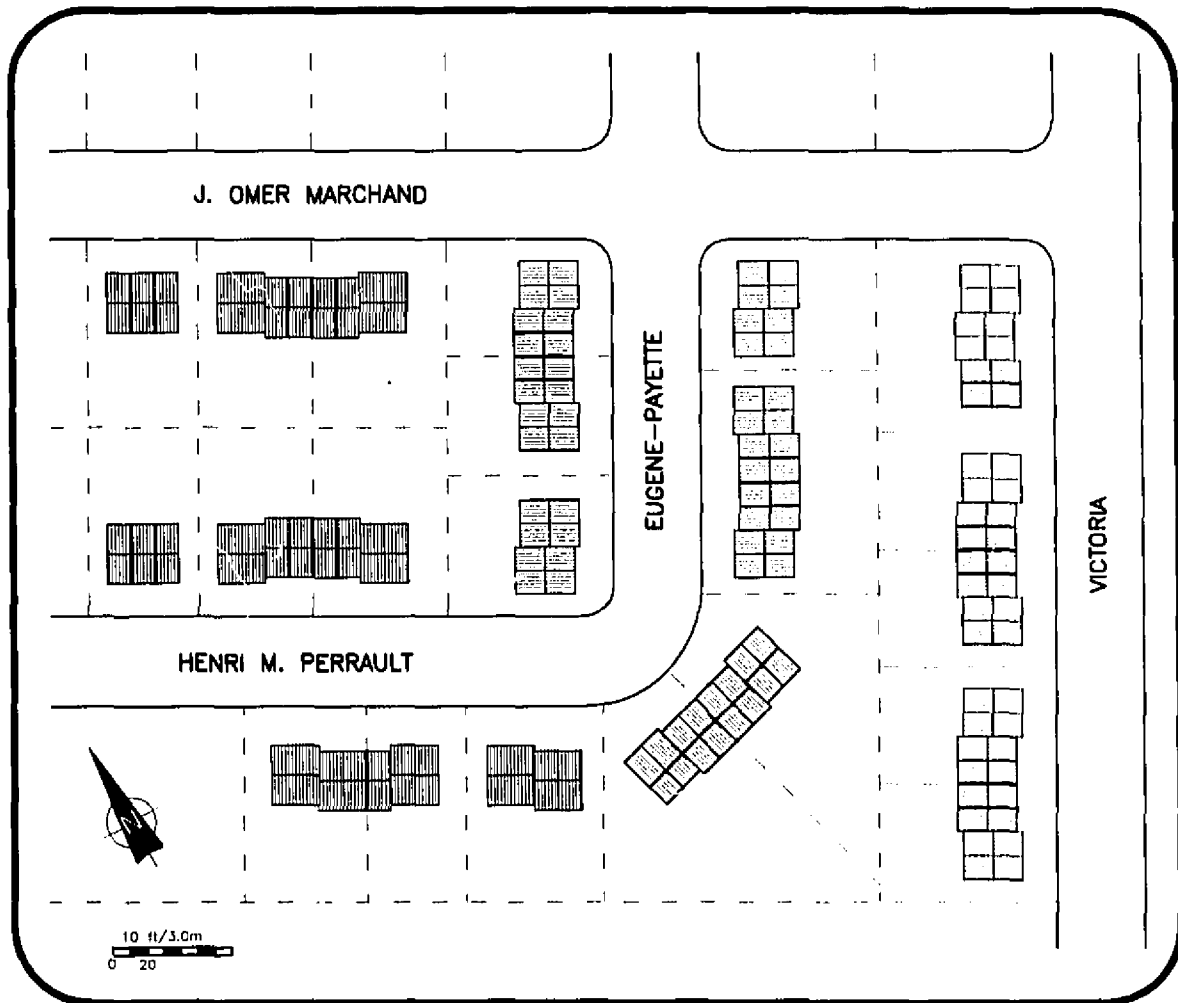 J. OMER MARCHAND
EUGENE-PAYETTE
VICTORIA
HENRI M. PERRAULT
N
10 ft/3.0m
0 20